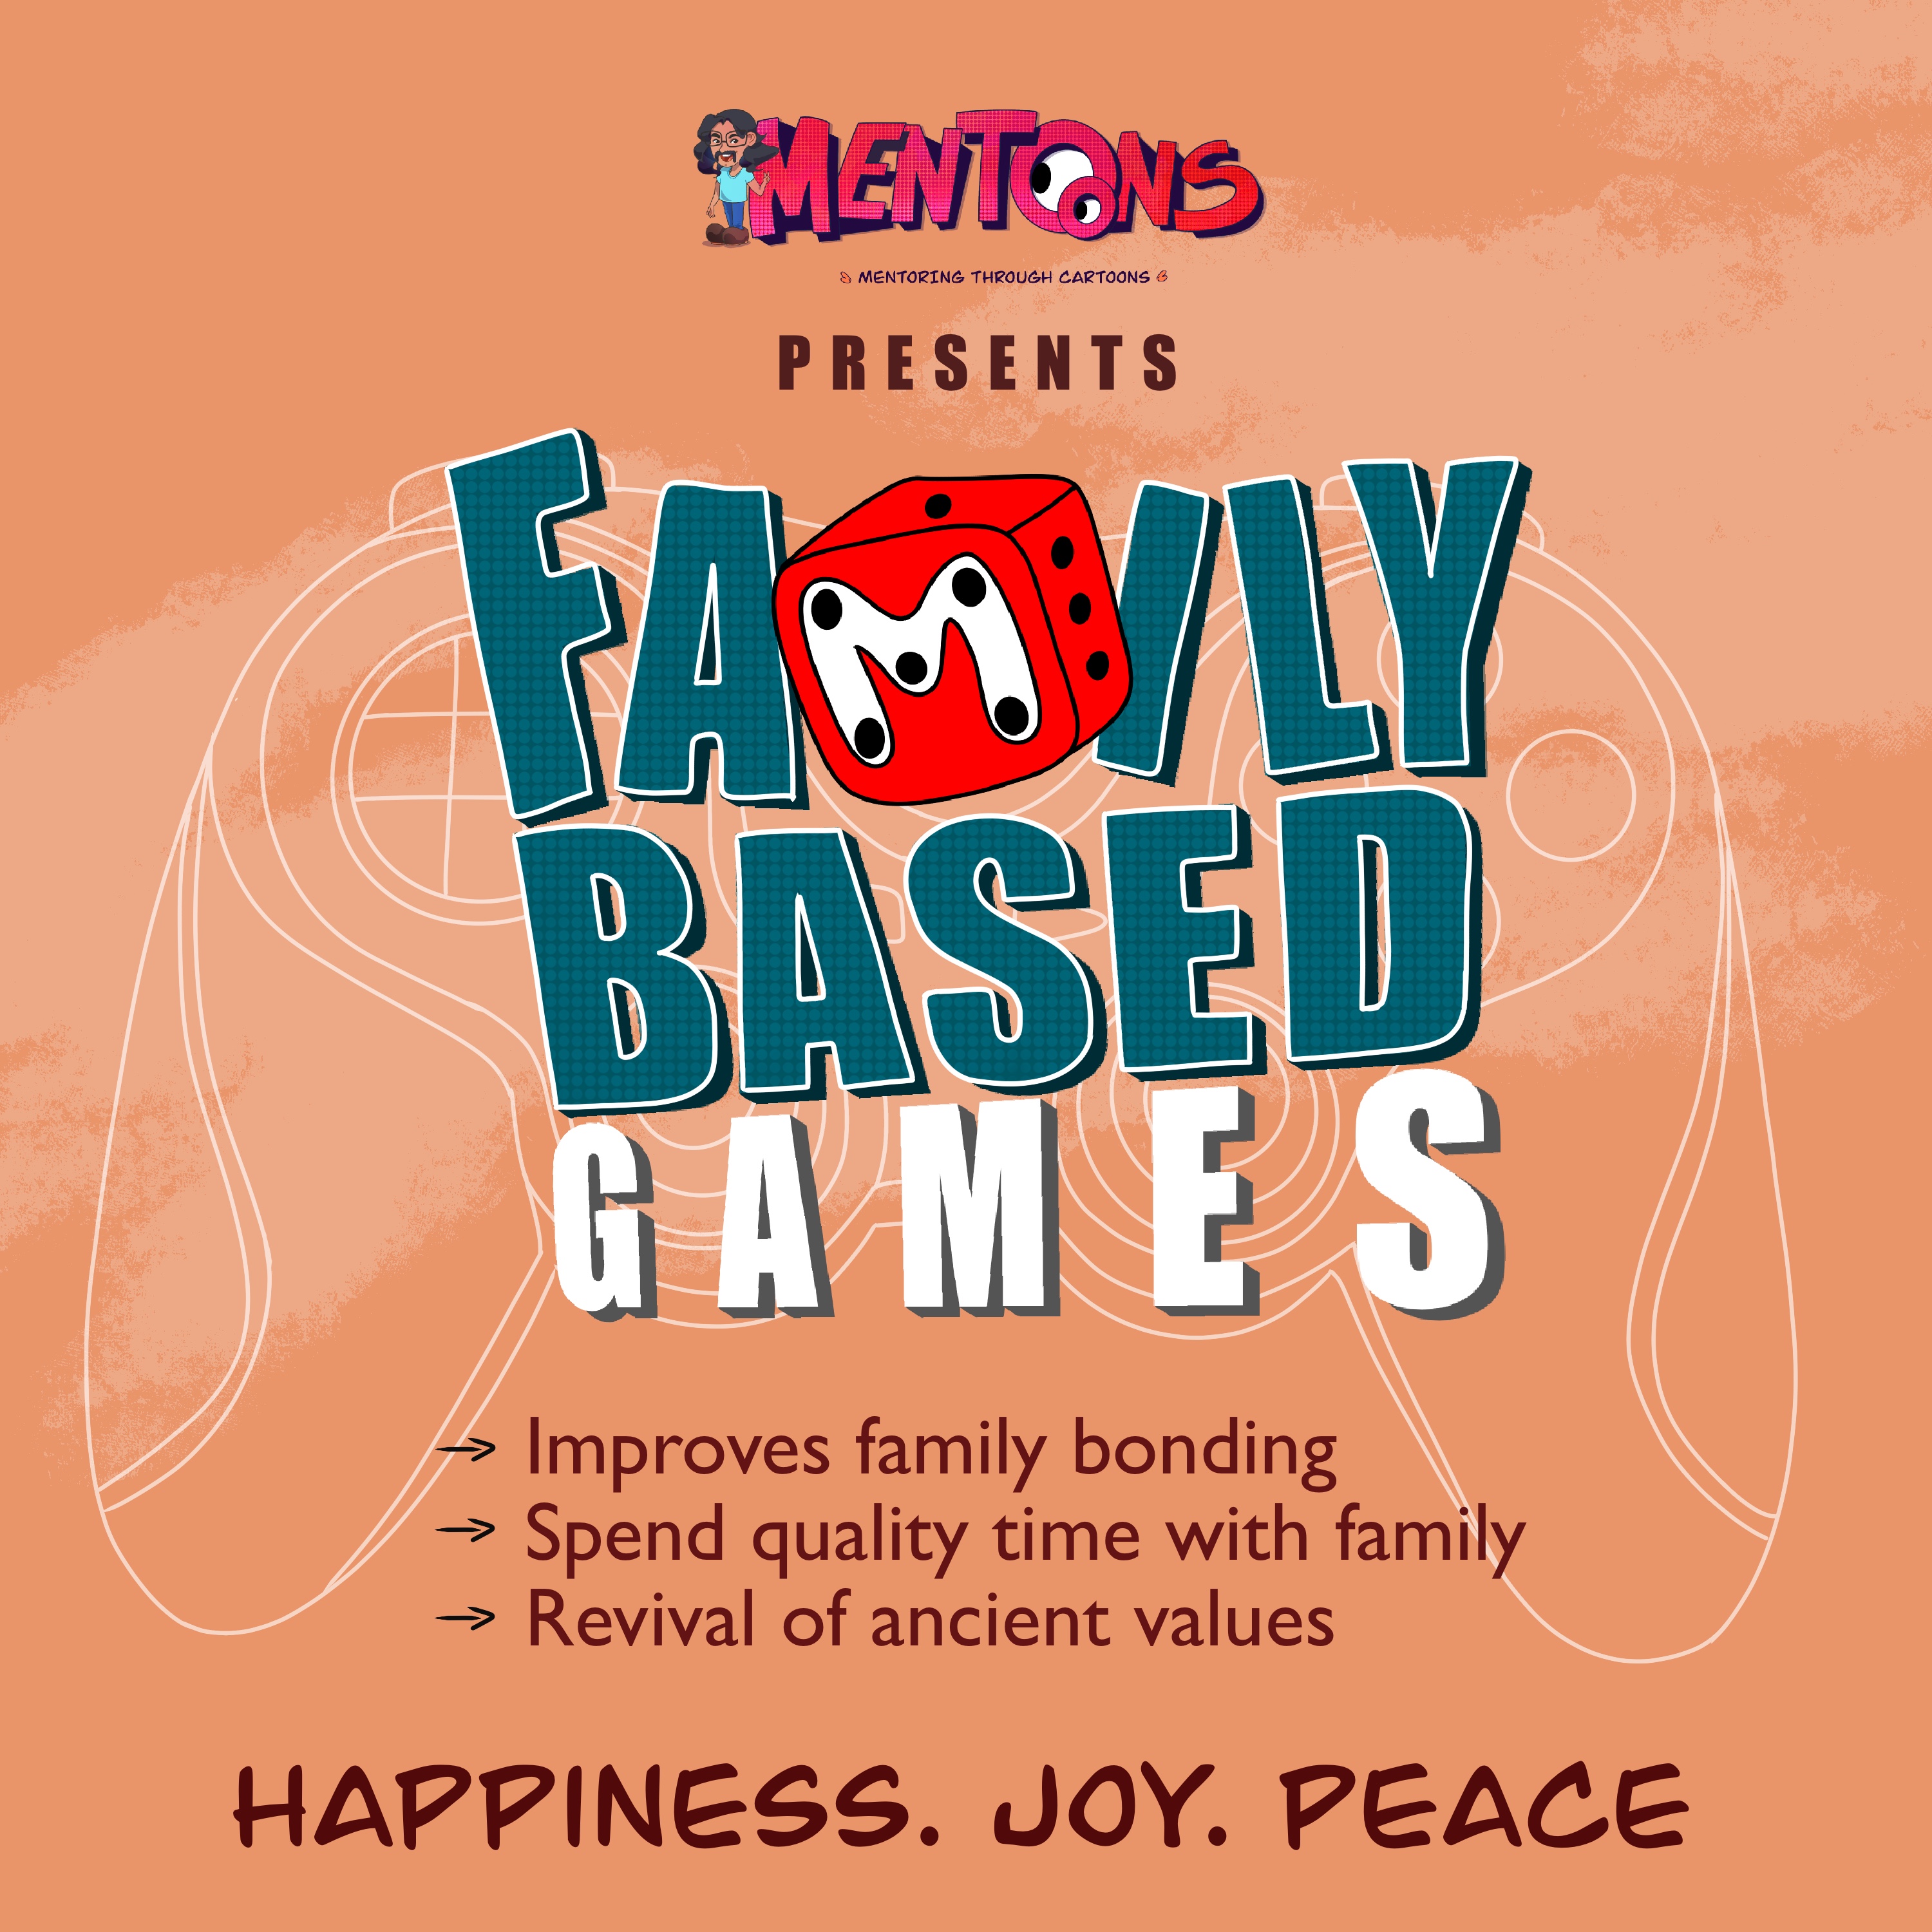 MENTOONS
MENTORING THROUGH CARTOONS
PRESENTS
FAMILY
BASED
GAMES
Improves family bonding
Spend quality time with family
Revival of ancient values
HAPPINESS. JOY. PEACE